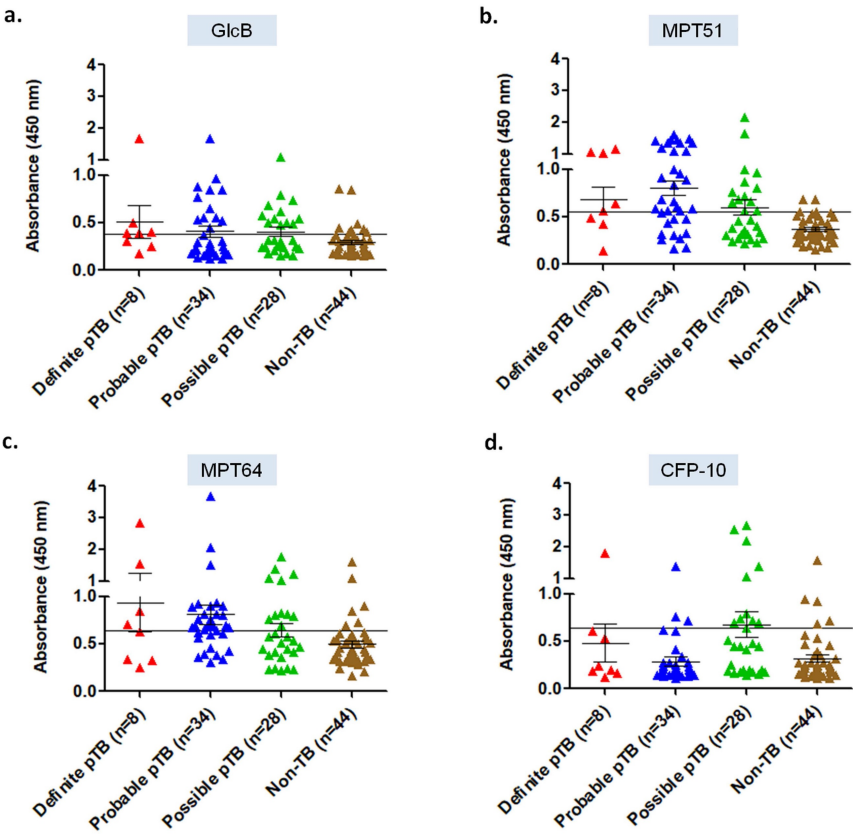 a.
GlcB
Absorbance (450 nm)
4
3
2
1
1.0
0.5
0.0
Definite pTB (n=8)
Probable pTB (n=34)
Possible pTB (n=28)
Non-TB (n=44)
b.
MPT51
Absorbance (450 nm)
4
3
2
1
1.0
0.5
0.0
Definite pTB (n=8)
Probable pTB (n=34)
Possible pTB (n=28)
Non-TB (n=44)
c.
MPT64
Absorbance (450 nm)
4
3
2
1
1.0
0.5
0.0
Definite pTB (n=8)
Probable pTB (n=34)
Possible pTB (n=28)
Non-TB (n=44)
d.
CFP-10
Absorbance (450 nm)
4
3
2
1
1.0
0.5
0.0
Definite pTB (n=8)
Probable pTB (n=34)
Possible pTB (n=28)
Non-TB (n=44)